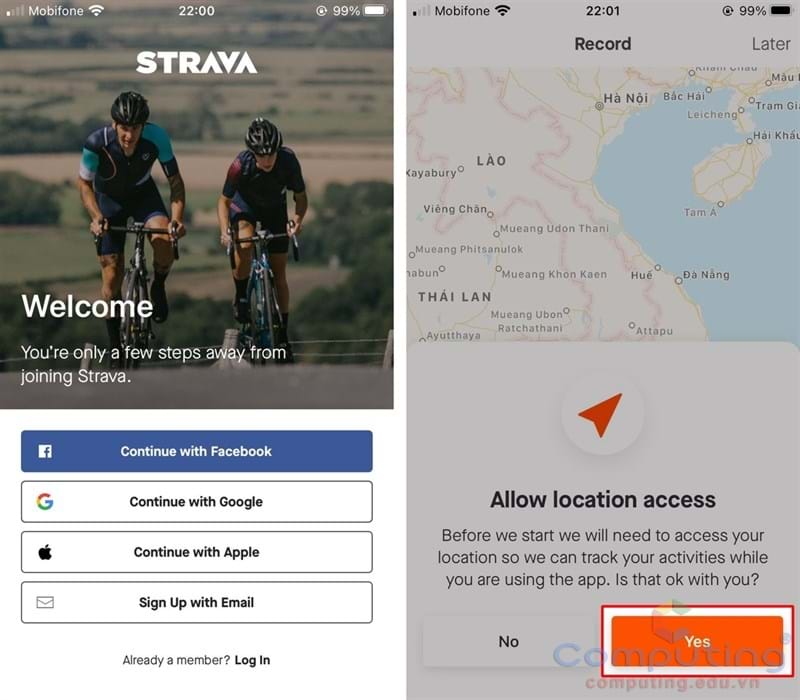 Mobifone
22:00
99%
STRAVA
Welcome
You're only a few steps away from
joining Strava.
Continue with Facebook
Continue with Google
Continue with Apple
Sign Up with Email
Already a member? Log In
Mobifone
22:01
99%
Record
Later
Hà Nội
Bắc Hải
Mậu
Trạm Gi
Leicheng
Hải Khẩu
LÀO
Xayabury
Viêng Chăn
Tam Á
Mueang Udon Thani
Mueang Phitsanulok
Mueang Khon Kaen
Huế
Đà Nẵng
THÁI LAN
Mueang Ubon
Ratchathani
Attapu
Ayutthaya
Allow location access
Before we start we will need to access your
location so we can track your activities while
you are using the app. Is that ok with you?
No
Yes
Computing
computing.edu.vn